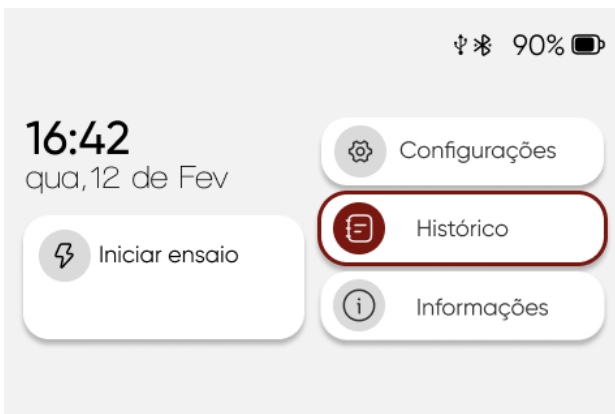 90%
16:42
qua,12 de Fev
Iniciar ensaio
Configurações
Histórico
Informações